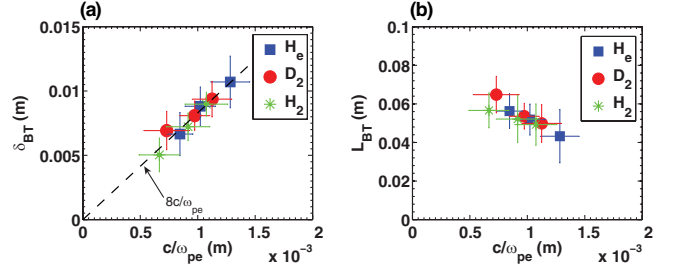 (a)
0.015
0.01
0.005
0
δ_BT (m)
H_e
D_2
H_2
8c/ω_pe
0 0.5 1 1.5 2
c/ω_pe (m)
x 10^-3
(b)
0.1
0.08
0.06
0.04
0.02
0
L_BT (m)
H_e
D_2
H_2
0 0.5 1 1.5 2
c/ω_pe (m)
x 10^-3